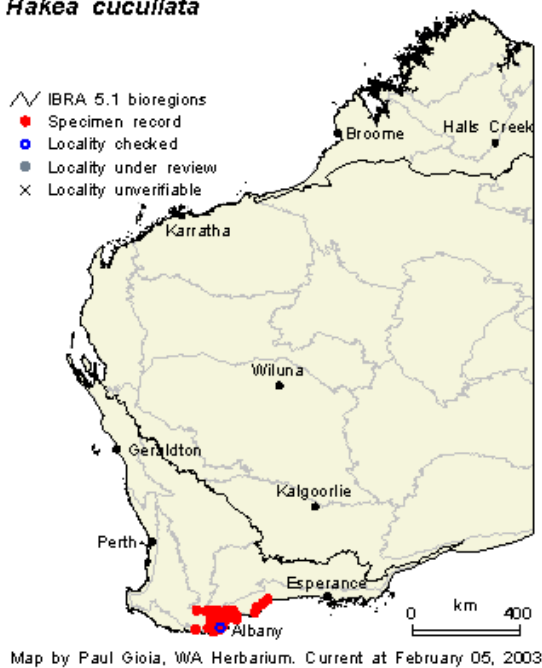 Hakea cucullata
IBRA 5.1 bioregions
Specimen record
Locality checked
Locality under review
Locality unverifiable
Broome
Halls Creek
Karratha
Wiluna
Geraldton
Kalgoorlie
Perth
Esperance
Albany
0 km 400
Map by Paul Gioia, WA Herbarium. Current at February 05, 2003